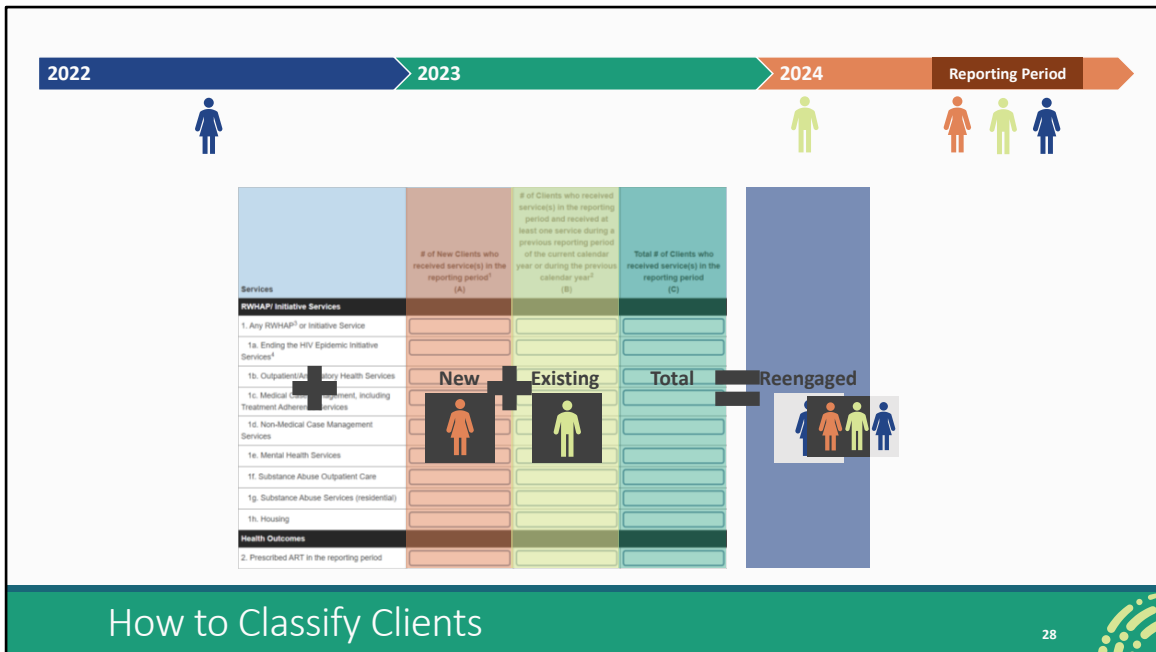 2022
2023
2024
Reporting Period
Services
# of New Clients who
received service(s) in the
reporting period1
(A)
# of Clients who received
service(s) in the reporting
period and received at
least one service during a
previous reporting period
of the current calendar
year or during the previous
calendar year2
(B)
Total # of Clients who
received service(s) in the
reporting period
(C)
RWHAP/ Initiative Services
1. Any RWHAP3 or Initiative Service
1a. Ending the HIV Epidemic Initiative
Services4
1b. Outpatient/Ambulatory Health Services
1c. Medical Case Management, including
Treatment Adherence Services
1d. Non-Medical Case Management
Services
1e. Mental Health Services
1f. Substance Abuse Outpatient Care
1g. Substance Abuse Services (residential)
1h. Housing
Health Outcomes
2. Prescribed ART in the reporting period
New
Existing
Total
Reengaged
How to Classify Clients
28